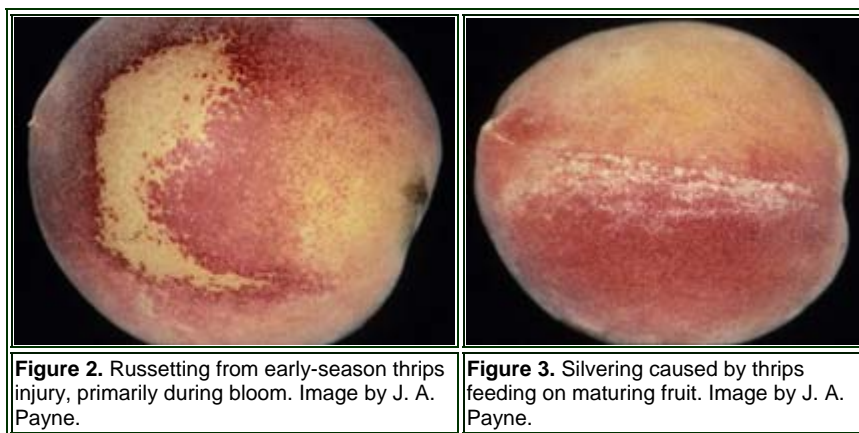 Figure 2. Russetting from early-season thrips
injury, primarily during bloom. Image by J. A.
Payne.
Figure 3. Silvering caused by thrips
feeding on maturing fruit. Image by J. A.
Payne.